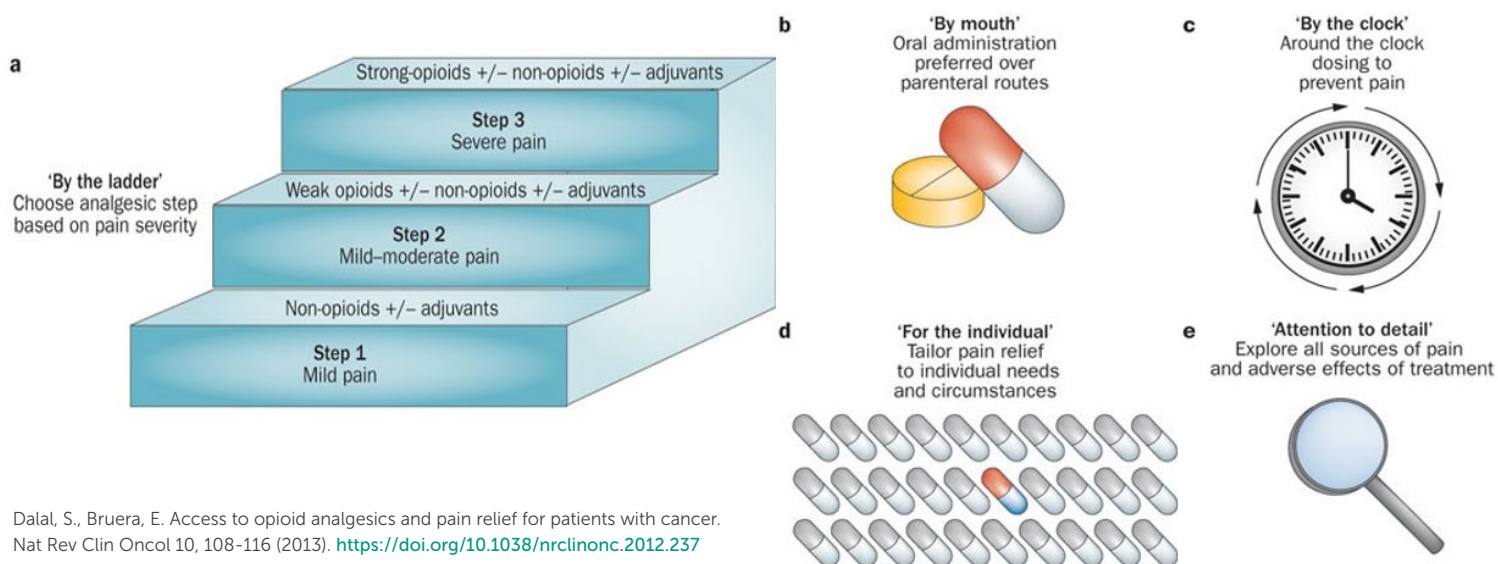 a
'By the ladder'
Choose analgesic step
based on pain severity
Strong-opioids +/– non-opioids +/– adjuvants
Step 3
Severe pain
Weak opioids +/– non-opioids +/– adjuvants
Step 2
Mild–moderate pain
Non-opioids +/– adjuvants
Step 1
Mild pain
b
'By mouth'
Oral administration
preferred over
parenteral routes
c
'By the clock'
Around the clock
dosing to
prevent pain
d
'For the individual'
Tailor pain relief
to individual needs
and circumstances
e
'Attention to detail'
Explore all sources of pain
and adverse effects of treatment
Dalal, S., Bruera, E. Access to opioid analgesics and pain relief for patients with cancer.
Nat Rev Clin Oncol 10, 108-116 (2013). https://doi.org/10.1038/nrclinonc.2012.237